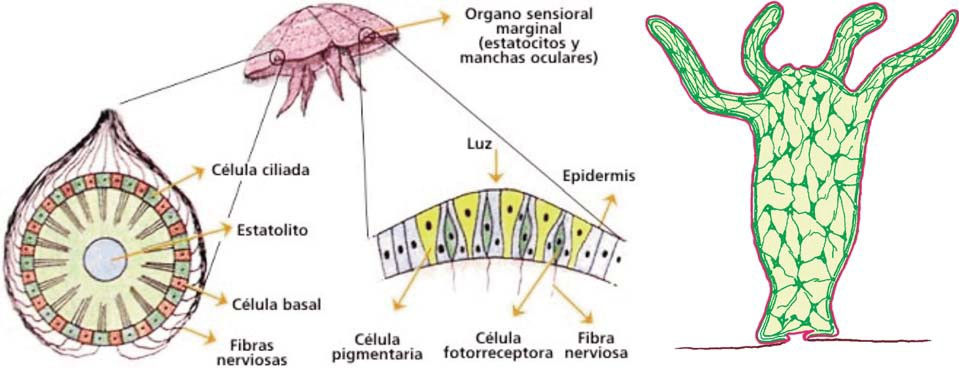 Organo sensioral
marginal
(estatocitos y
manchas oculares)
Célula ciliada
Estatolito
Célula basal
Fibras
nerviosas
Luz
Epidermis
Célula
pigmentaria
Célula
fotorreceptora
Fibra
nerviosa